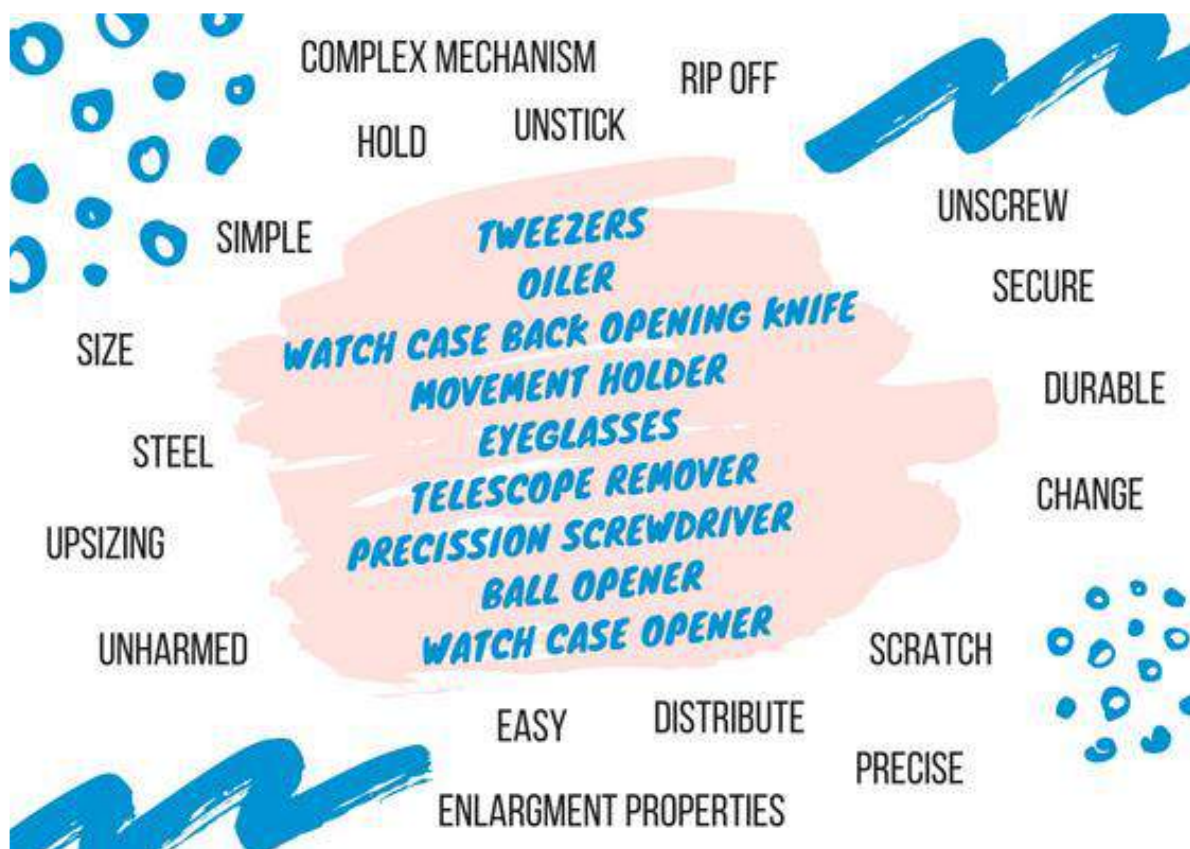 COMPLEX MECHANISM
RIP OFF
HOLD
UNSTICK
UNSCREW
SIMPLE
TWEEZERS
OILER
SECURE
WATCH CASE BACK OPENING KNIFE
SIZE
MOVEMENT HOLDER
DURABLE
EYEGLASSES
STEEL
TELESCOPE REMOVER
CHANGE
PRECISSION SCREWDRIVER
UPSIZING
BALL OPENER
WATCH CASE OPENER
UNHARMED
SCRATCH
EASY
DISTRIBUTE
PRECISE
ENLARGMENT PROPERTIES